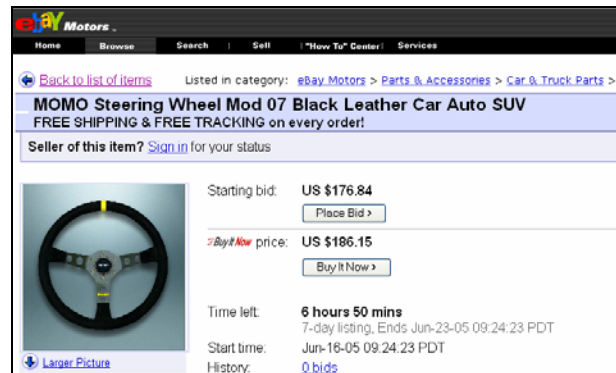 ebay Motors
Home Browse Search | Sell | "How To" Center | Services
Back to list of items Listed in category: eBay Motors > Parts & Accessories > Car & Truck Parts >
MOMO Steering Wheel Mod 07 Black Leather Car Auto SUV
FREE SHIPPING & FREE TRACKING on every order!
Seller of this item? Sign in for your status
Starting bid: US $176.84
Place Bid >
Buy It Now price: US $186.15
Buy It Now >
Time left: 6 hours 50 mins
7-day listing, Ends Jun-23-05 09:24:23 PDT
Start time: Jun-16-05 09:24:23 PDT
Larger Picture History: 0 bids